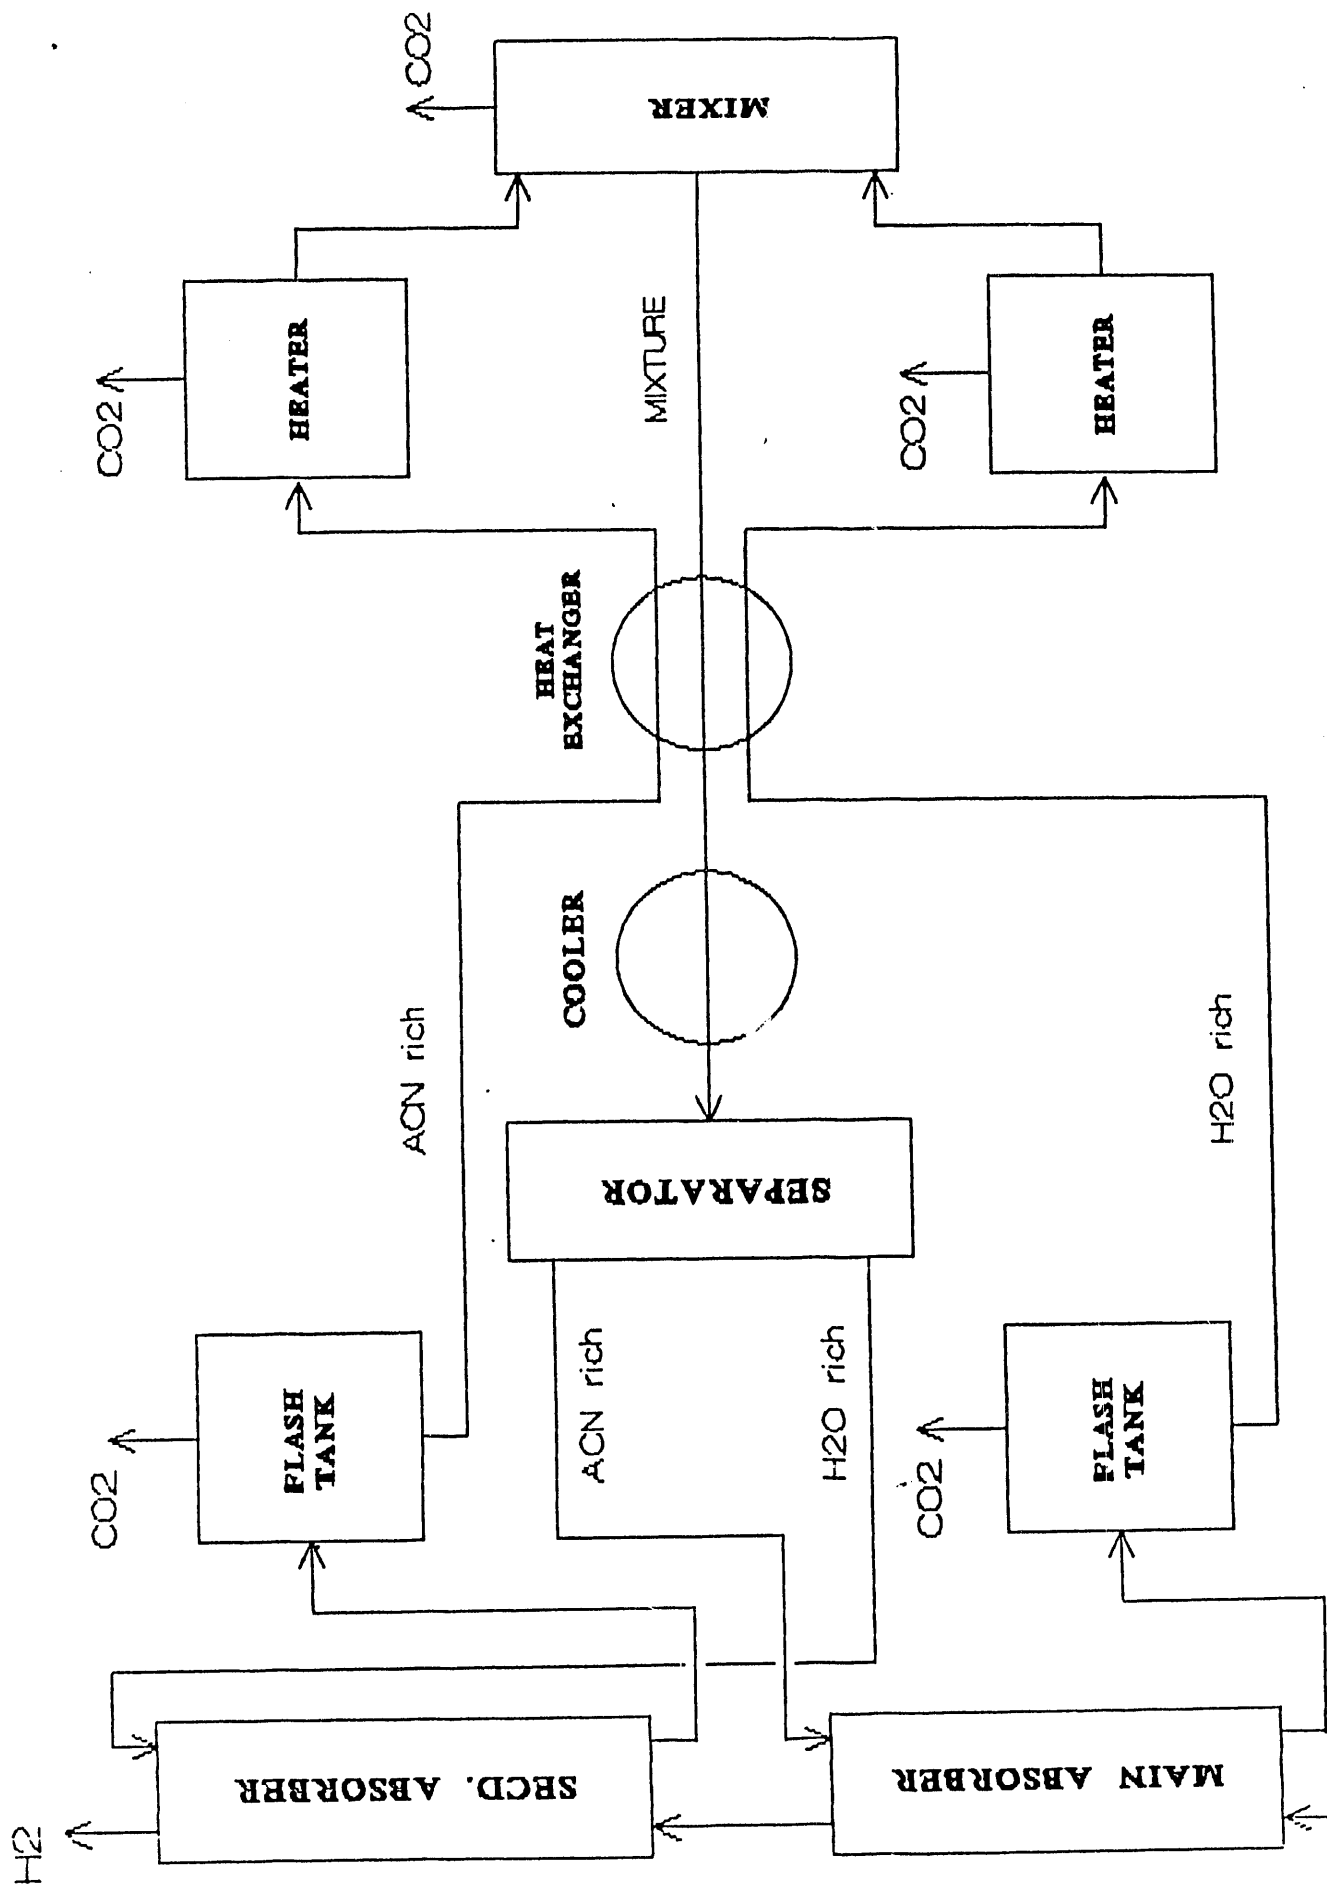 H2
CO2
CO2
CO2
SECD. ABSORBER
FLASH
TANK
HEATER
ACN rich
COOLER
HEAT
EXCHANGER
MIXTURE
MIXER
SEPARATOR
ACN rich
H2O rich
CO2
CO2
MAIN ABSORBER
FLASH
TANK
HEATER
H2O rich